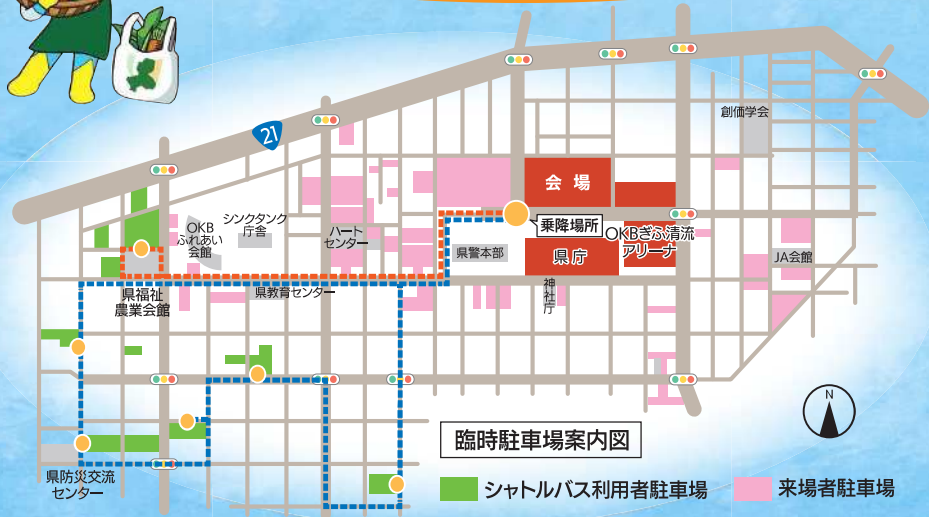 21
創価学会
会場
OKB
ふれあい
会館
シンクタンク
庁舎
ハート
センター
乗降場所
OKBぎふ清流
アリーナ
県警本部
県庁
JA会館
県福祉
農業会館
県教育センター
神社庁
N
臨時駐車場案内図
県防災交流
センター
シャトルバス利用者駐車場
来場者駐車場